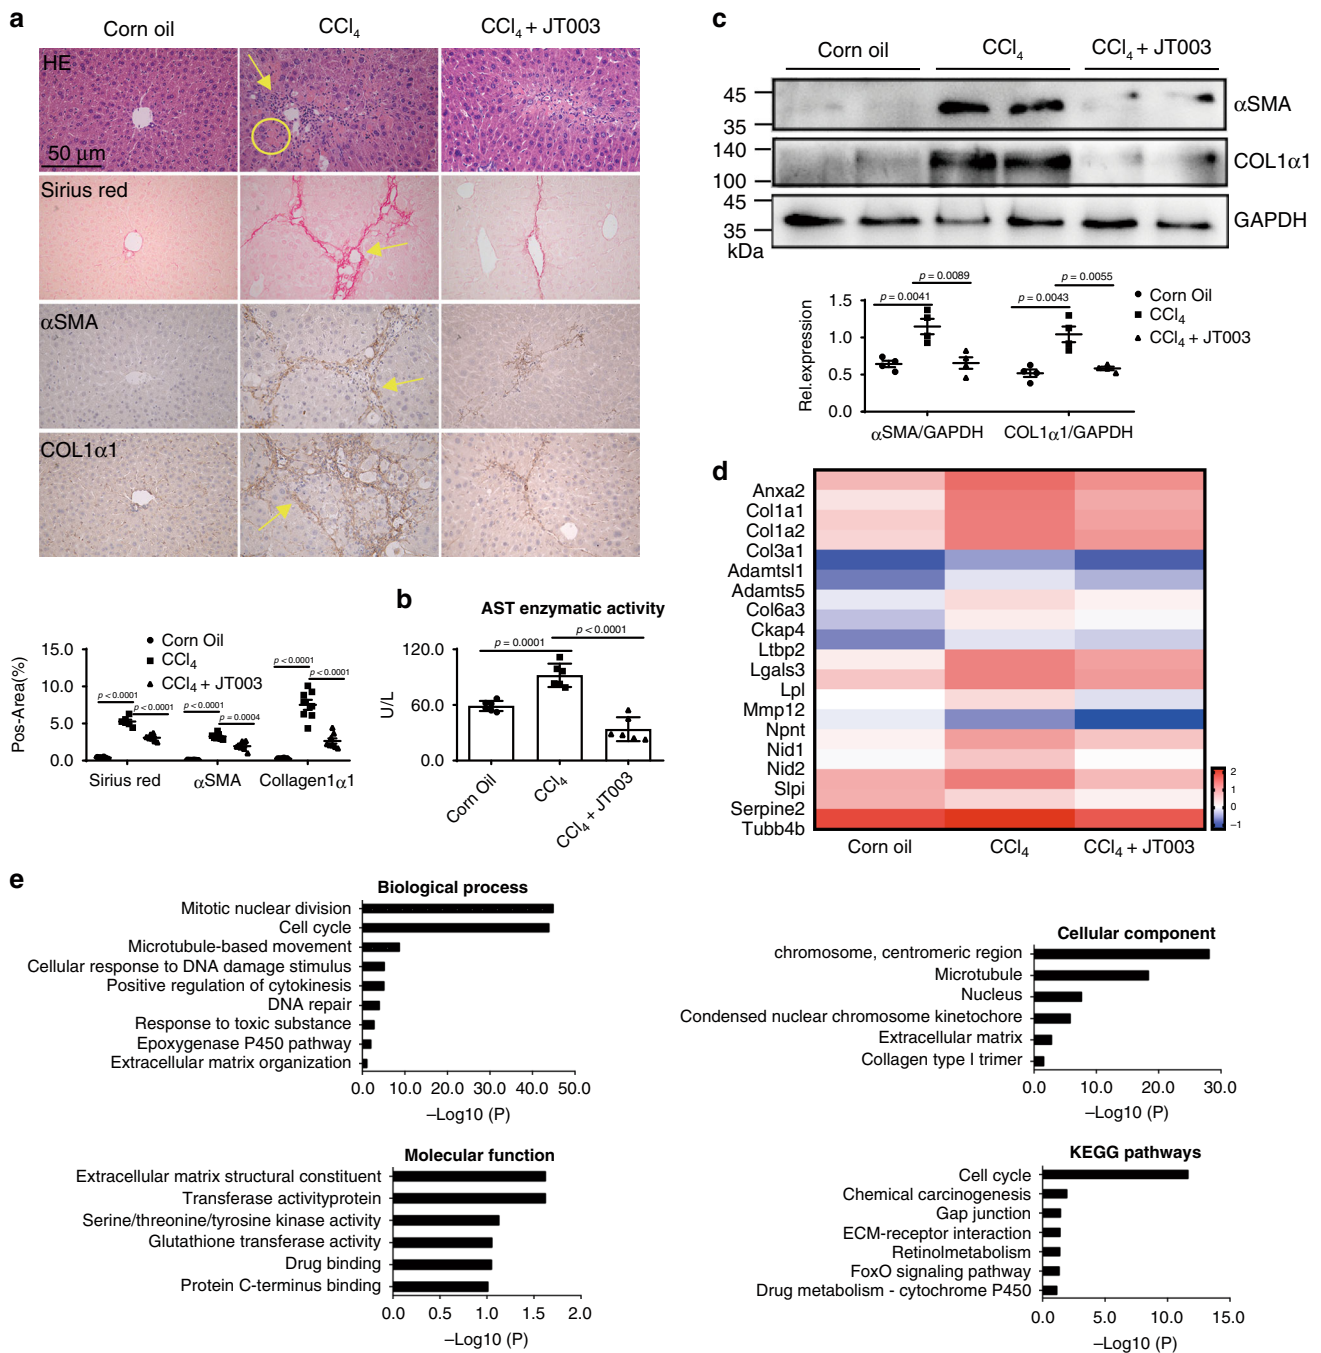 a
Corn oil
CCl4
CCl4 + JT003
HE
50 μm
Sirius red
αSMA
COL1α1
Pos-Area(%)
15.0
10.0
5.0
0.0
Corn Oil
CCl4
CCl4 + JT003
p < 0.0001
p < 0.0001
p < 0.0001
p = 0.0004
p < 0.0001
p < 0.0001
Sirius red
αSMA
Collagen1α1
b
AST enzymatic activity
p = 0.0001
p < 0.0001
U/L
120.0
60.0
0.0
Corn Oil
CCl4
CCl4 + JT003
c
Corn oil
CCl4
CCl4 + JT003
45
35
αSMA
140
100
COL1α1
45
35
GAPDH
kDa
p = 0.0089
p = 0.0041
p = 0.0055
p = 0.0043
Rel.expression
1.5
1.0
0.5
0.0
Corn Oil
CCl4
CCl4 + JT003
αSMA/GAPDH
COL1α1/GAPDH
d
Anxa2
Col1a1
Col1a2
Col3a1
Adamtsl1
Adamts5
Col6a3
Ckap4
Ltbp2
Lgals3
Lpl
Mmp12
Npnt
Nid1
Nid2
Slpi
Serpine2
Tubb4b
2
1
0
−1
Corn oil
CCl4
CCl4 + JT003
e
Biological process
Mitotic nuclear division
Cell cycle
Microtubule-based movement
Cellular response to DNA damage stimulus
Positive regulation of cytokinesis
DNA repair
Response to toxic substance
Epoxygenase P450 pathway
Extracellular matrix organization
0.0 10.0 20.0 30.0 40.0 50.0
−Log10 (P)
Cellular component
chromosome, centromeric region
Microtubule
Nucleus
Condensed nuclear chromosome kinetochore
Extracellular matrix
Collagen type I trimer
0.0 10.0 20.0 30.0
−Log10 (P)
Molecular function
Extracellular matrix structural constituent
Transferase activityprotein
Serine/threonine/tyrosine kinase activity
Glutathione transferase activity
Drug binding
Protein C-terminus binding
0.0 0.5 1.0 1.5 2.0
−Log10 (P)
KEGG pathways
Cell cycle
Chemical carcinogenesis
Gap junction
ECM-receptor interaction
Retinolmetabolism
FoxO signaling pathway
Drug metabolism - cytochrome P450
0.0 5.0 10.0 15.0
−Log10 (P)